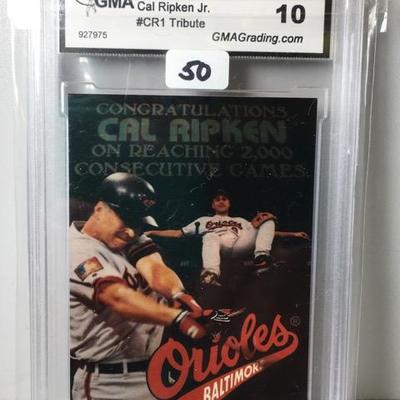 GMA Cal Ripken Jr. 10
#CR1 Tribute
927975 GMAGrading.com
50
CONGRATULATIONS
CAL RIPKEN
ON REACHING 2,000
CONSECUTIVE GAMES
Orioles
Orioles®
BALTIMORE